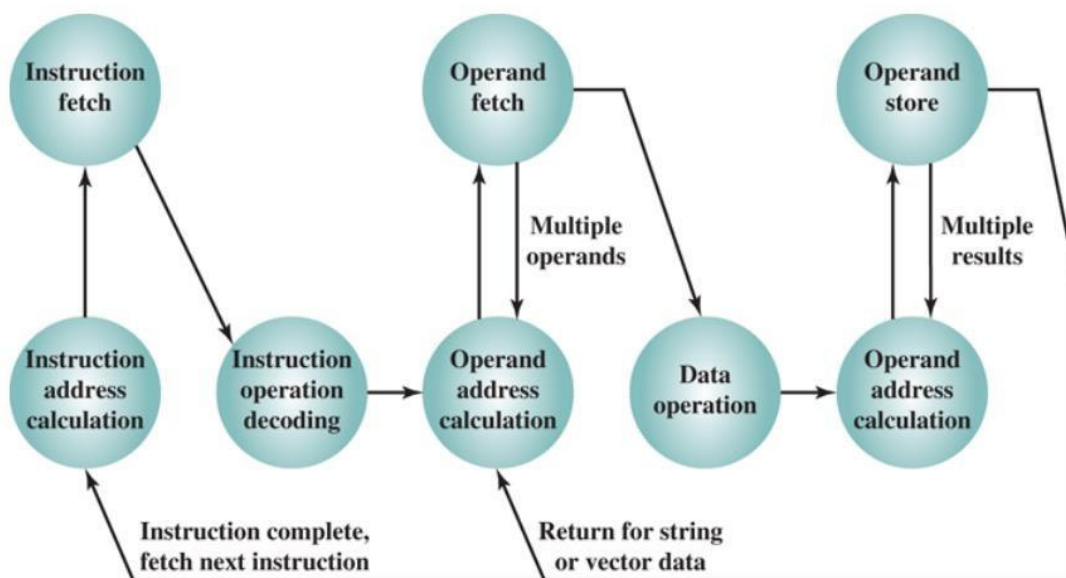 Instruction
fetch
Operand
fetch
Operand
store
Multiple
operands
Multiple
results
Instruction
address
calculation
Instruction
operation
decoding
Operand
address
calculation
Data
operation
Operand
address
calculation
Instruction complete,
fetch next instruction
Return for string
or vector data